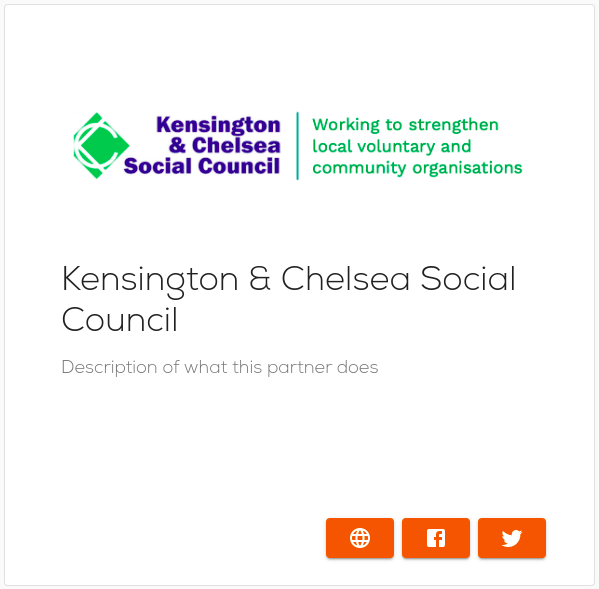 Kensington
& Chelsea
Social Council
Working to strengthen
local voluntary and
community organisations
Kensington & Chelsea Social
Council
Description of what this partner does